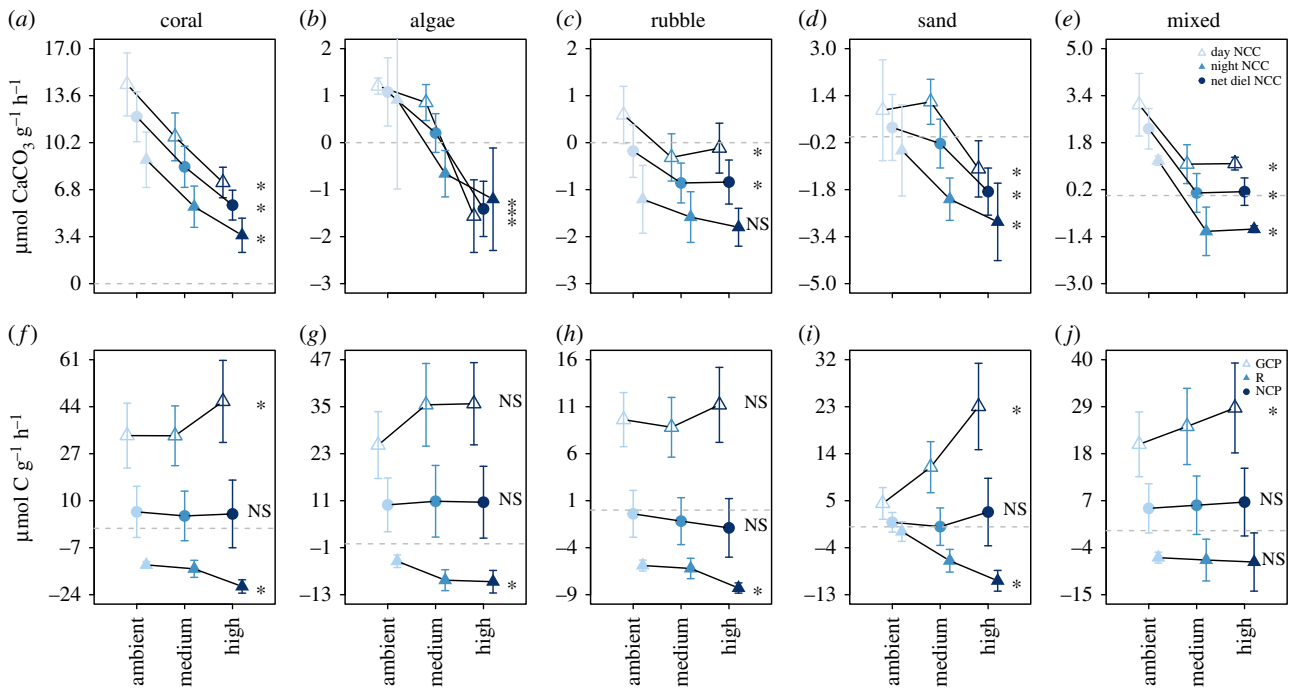 (a) coral (b) algae (c) rubble (d) sand (e) mixed
µmol CaCO3 g–1 h–1
17.0
13.6
10.2
6.8
3.4
0
*
*
*
2
1
0
–1
–2
–3
*
*
*
2
1
0
–1
–2
–3
*
*
NS
3.0
1.4
–0.2
–1.8
–3.4
–5.0
*
*
*
5.0
3.4
1.8
0.2
–1.4
–3.0
day NCC
night NCC
net diel NCC
*
*
*
(f) (g) (h) (i) (j)
µmol C g–1 h–1
61
44
27
10
–7
–24
*
NS
*
ambient
medium
high
47
35
23
11
–1
–13
NS
NS
*
ambient
medium
high
16
11
6
1
–4
–9
NS
NS
*
ambient
medium
high
32
23
14
5
–4
–13
*
NS
*
ambient
medium
high
40
29
18
7
–4
–15
GCP
R
NCP
*
NS
NS
ambient
medium
high